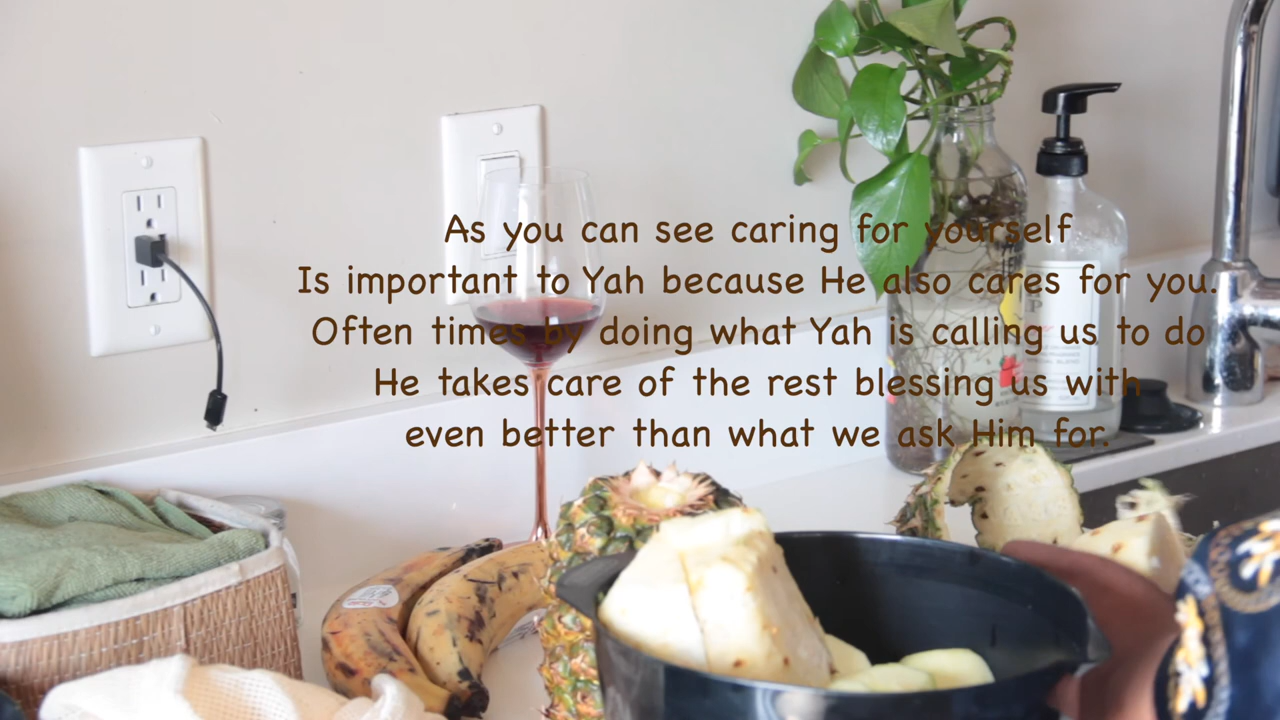 As you can see caring for yourself
Is important to Yah because He also cares for you.
Often times by doing what Yah is calling us to do
He takes care of the rest blessing us with
even better than what we ask Him for.